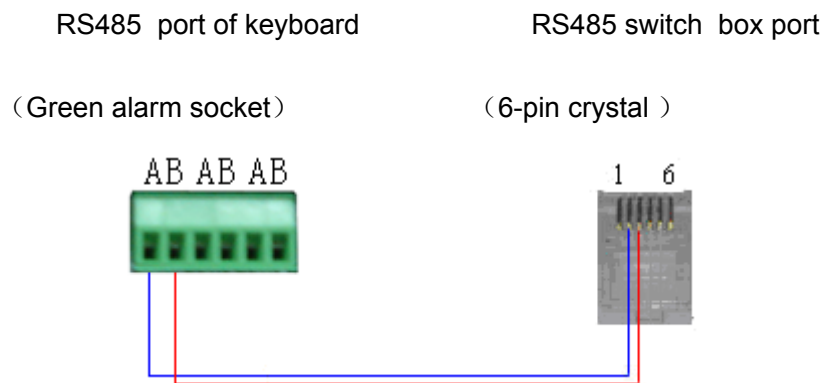 RS485 port of keyboard RS485 switch box port
（Green alarm socket） （6-pin crystal ）
AB AB AB 1 6